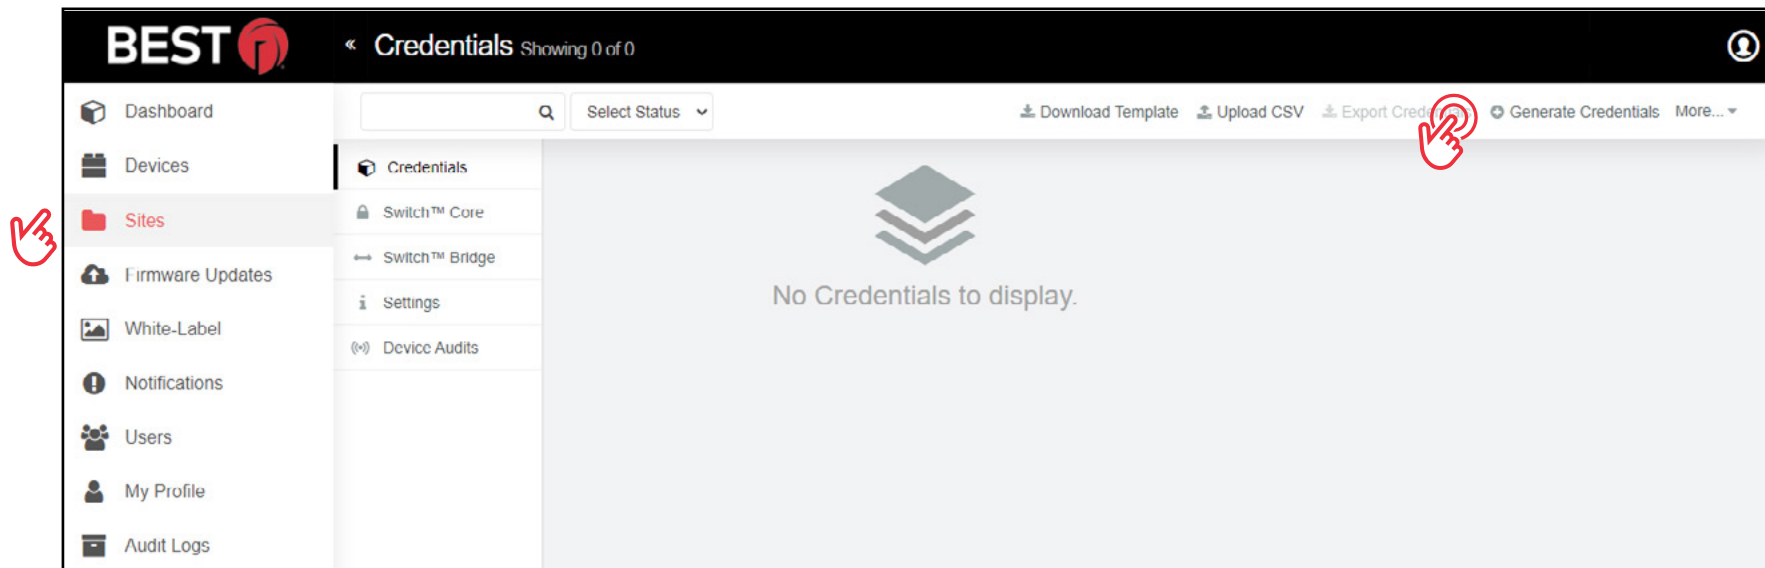 BEST
« Credentials Showing 0 of 0
Dashboard
Devices
Sites
Firmware Updates
White-Label
Notifications
Users
My Profile
Audit Logs
Select Status
Download Template
Upload CSV
Export Credentials
Generate Credentials
More...
Credentials
Switch™ Core
Switch™ Bridge
Settings
Device Audits
No Credentials to display.